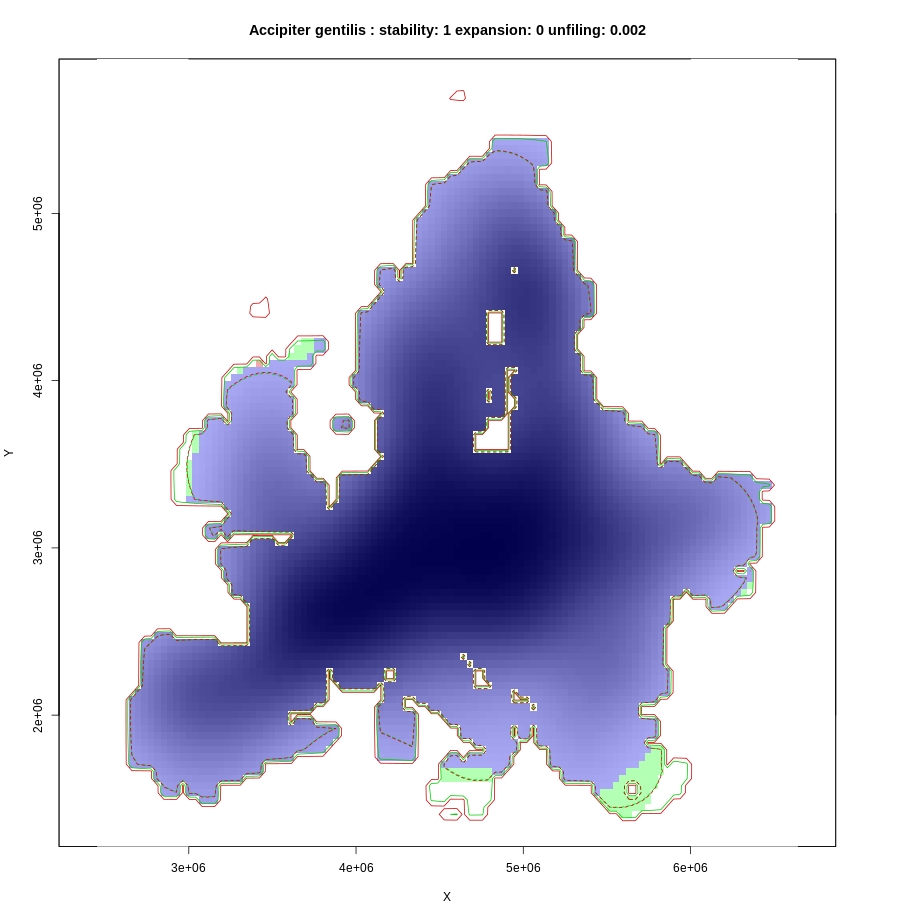 Accipiter gentilis : stability: 1 expansion: 0 unfiling: 0.002
5e+06
4e+06
Y
3e+06
2e+06
3e+06 4e+06 5e+06 6e+06
X